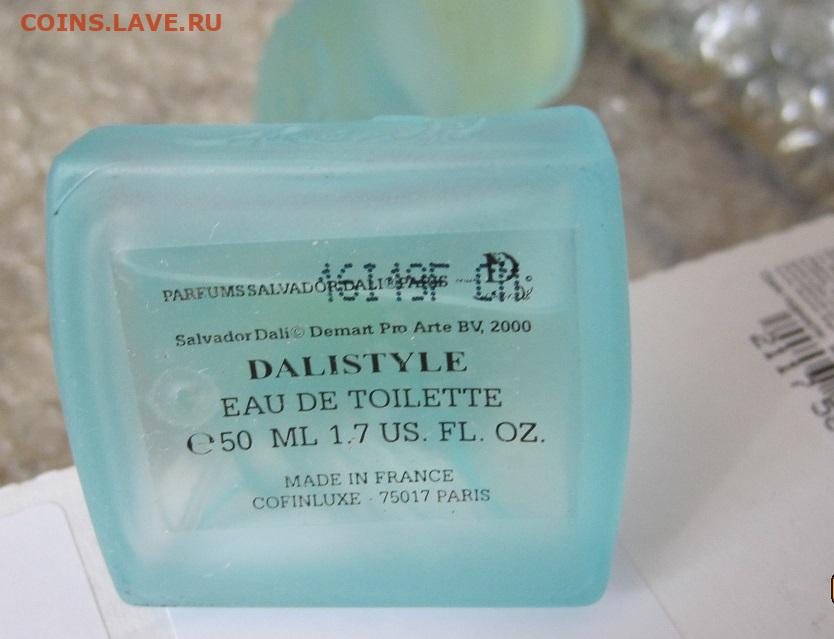 COINS.LAVE.RU
PARFUMS SALVADOR DALI PARIS
Salvador Dali © Demart Pro Arte BV, 2000
DALISTYLE
EAU DE TOILETTE
℮50 ML 1.7 US. FL. OZ.
MADE IN FRANCE
COFINLUXE · 75017 PARIS